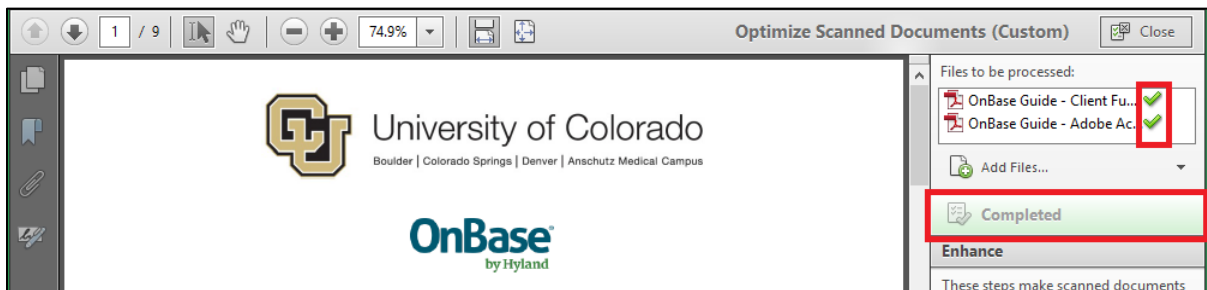 1 / 9
74.9%
Optimize Scanned Documents (Custom)
Close
Files to be processed:
OnBase Guide - Client Fu...
OnBase Guide - Adobe Ac...
Add Files...
Completed
Enhance
These steps make scanned documents
University of Colorado
Boulder | Colorado Springs | Denver | Anschutz Medical Campus
OnBase
by Hyland